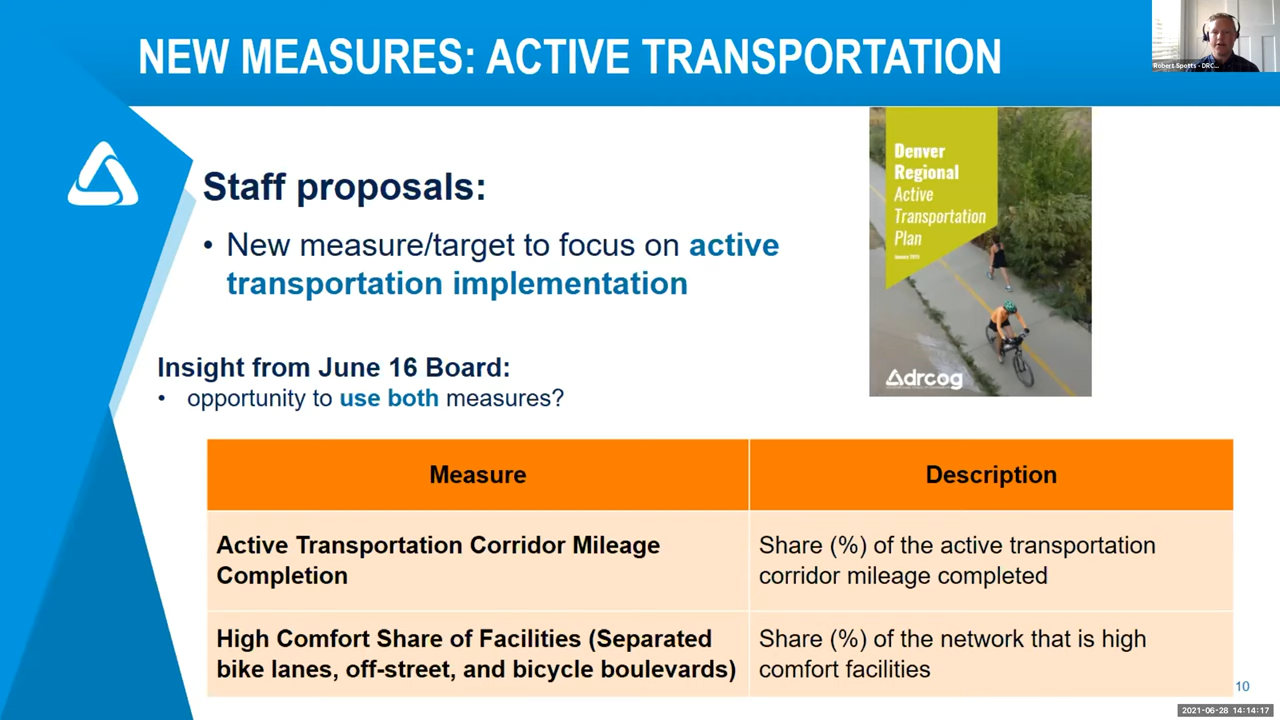 NEW MEASURES: ACTIVE TRANSPORTATION
Robert Spotts - DRC...
Staff proposals:
• New measure/target to focus on active
transportation implementation
Denver
Regional
Active
Transportation
Plan
drcog
Insight from June 16 Board:
• opportunity to use both measures?
Measure
Description
Active Transportation Corridor Mileage
Completion
Share (%) of the active transportation
corridor mileage completed
High Comfort Share of Facilities (Separated
bike lanes, off-street, and bicycle boulevards)
Share (%) of the network that is high
comfort facilities
10
2021-06-28 14:14:17